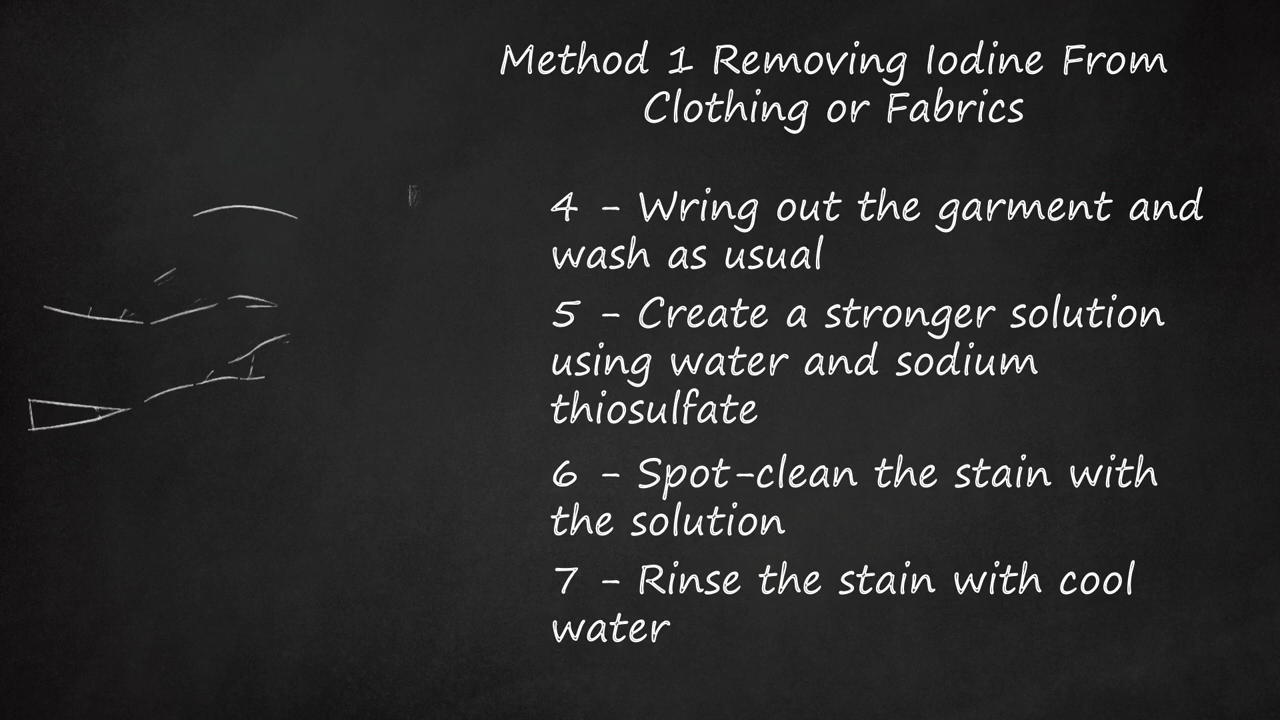 Method 1 Removing Iodine From
Clothing or Fabrics
4 - Wring out the garment and
wash as usual
5 - Create a stronger solution
using water and sodium
thiosulfate
6 - Spot-clean the stain with
the solution
7 - Rinse the stain with cool
water